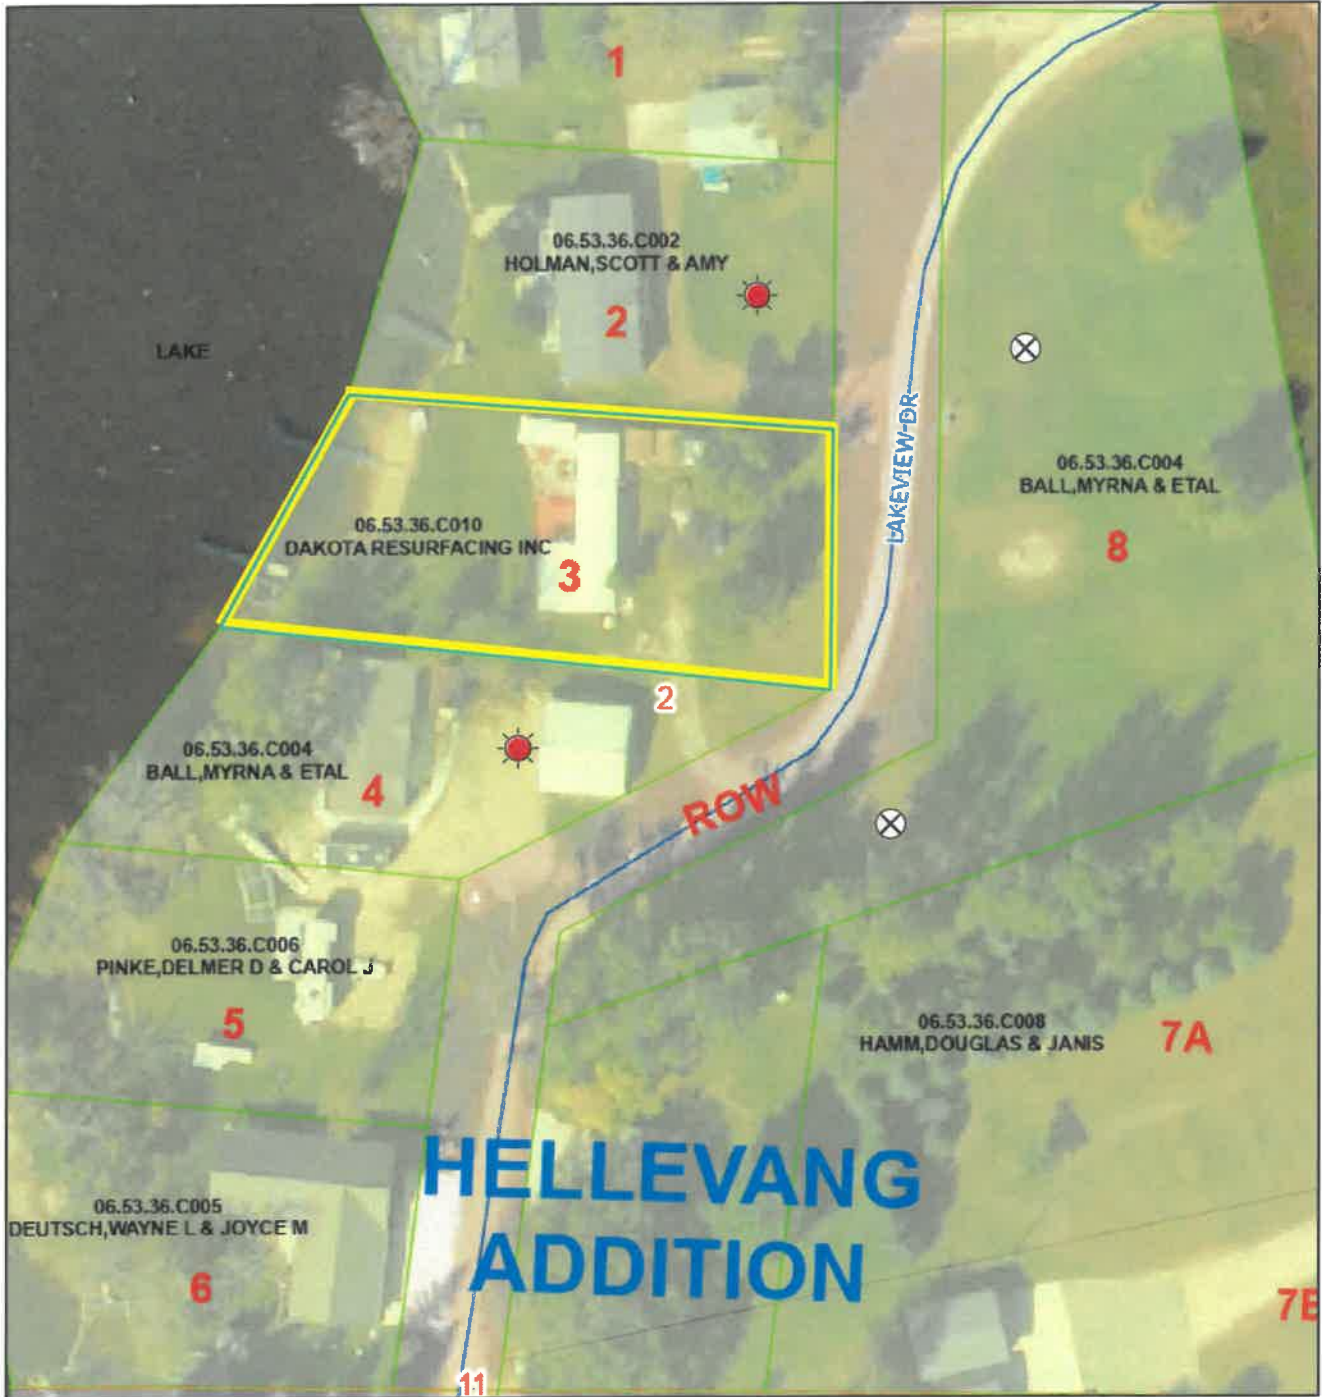 1
06.53.36.C002
HOLMAN,SCOTT & AMY
2
LAKE
LAKEVIEW-DR
06.53.36.C004
BALL,MYRNA & ETAL
8
06.53.36.C010
DAKOTA RESURFACING INC
3
2
06.53.36.C004
BALL,MYRNA & ETAL
4
ROW
06.53.36.C006
PINKE,DELMER D & CAROL J
5
06.53.36.C008
HAMM,DOUGLAS & JANIS
7A
HELLEVANG
ADDITION
06.53.36.C005
DEUTSCH,WAYNE L & JOYCE M
6
7B
11